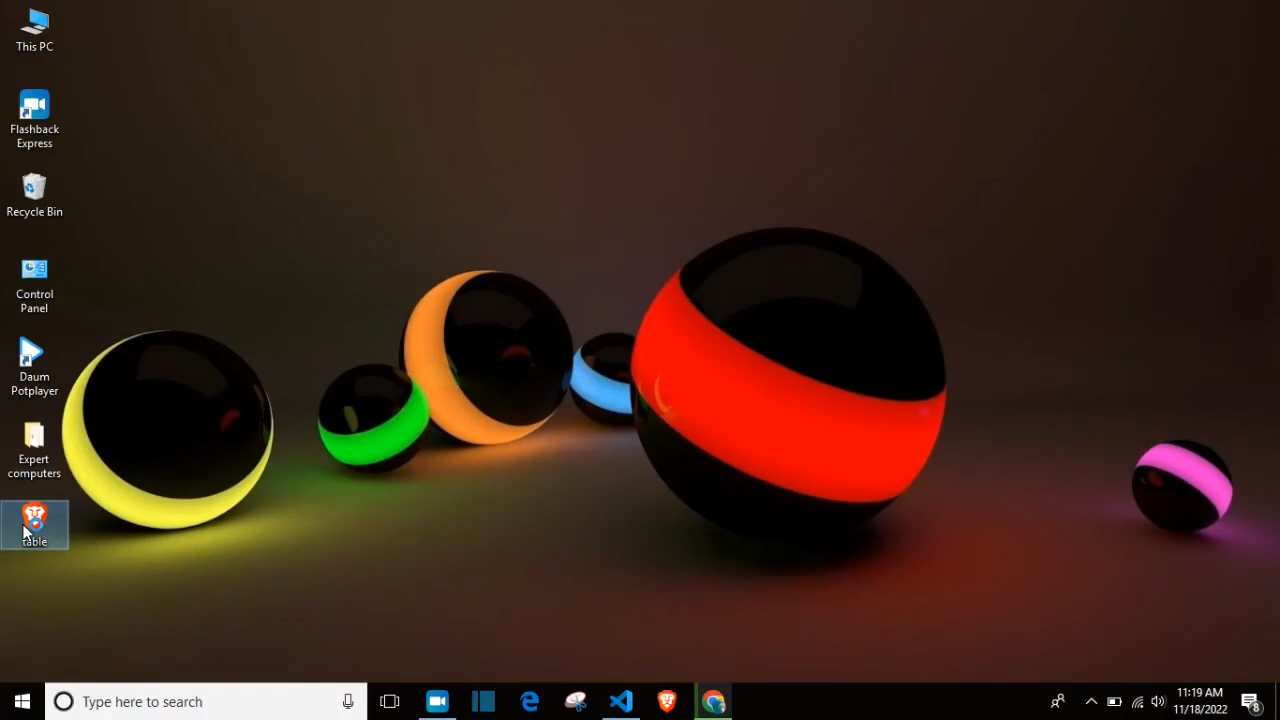 This PC
Flashback
Express
Recycle Bin
Control
Panel
Daum
Potplayer
Expert
computers
table
Type here to search
11:19 AM
11/18/2022
8